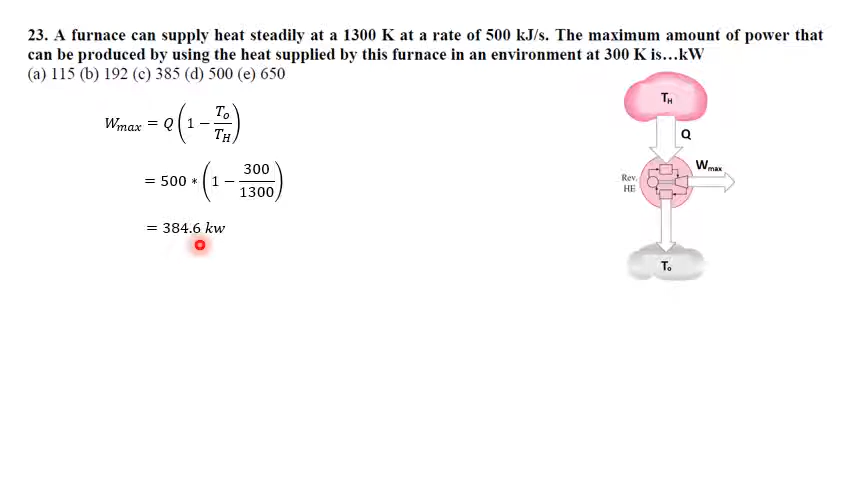 23. A furnace can supply heat steadily at a 1300 K at a rate of 500 kJ/s. The maximum amount of power that
can be produced by using the heat supplied by this furnace in an environment at 300 K is…kW
(a) 115 (b) 192 (c) 385 (d) 500 (e) 650
Wmax = Q (1 − To/TH)
= 500 * (1 − 300/1300)
= 384.6 kw
TH
Q
Wmax
Rev.
HE
To